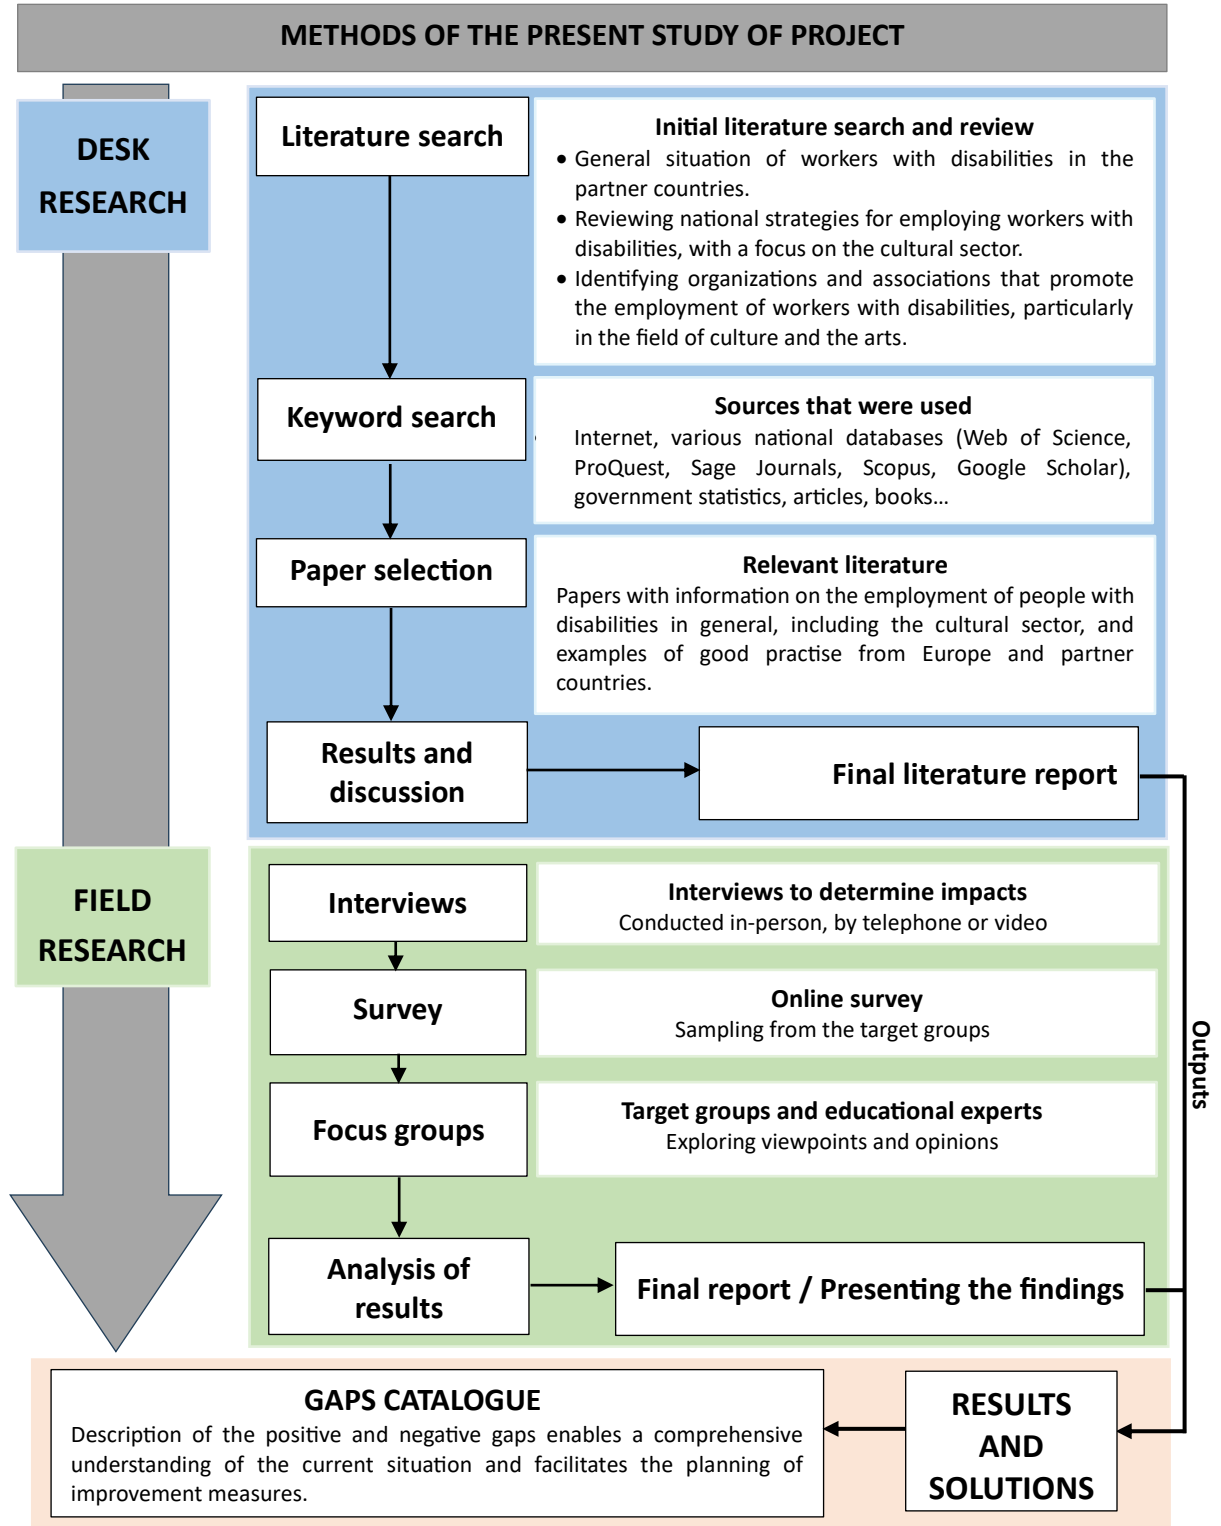 METHODS OF THE PRESENT STUDY OF PROJECT
DESK
RESEARCH
Literature search
Initial literature search and review
• General situation of workers with disabilities in the
partner countries.
• Reviewing national strategies for employing workers with
disabilities, with a focus on the cultural sector.
• Identifying organizations and associations that promote
the employment of workers with disabilities, particularly
in the field of culture and the arts.
Keyword search
Sources that were used
• Internet, various national databases (Web of Science,
ProQuest, Sage Journals, Scopus, Google Scholar),
government statistics, articles, books…
Paper selection
Relevant literature
Papers with information on the employment of people with
disabilities in general, including the cultural sector, and
examples of good practise from Europe and partner
countries.
Results and
discussion
Final literature report
FIELD
RESEARCH
Interviews
Interviews to determine impacts
Conducted in-person, by telephone or video
Survey
Online survey
Sampling from the target groups
Focus groups
Target groups and educational experts
Exploring viewpoints and opinions
Analysis of
results
Final report / Presenting the findings
Outputs
GAPS CATALOGUE
Description of the positive and negative gaps enables a comprehensive
understanding of the current situation and facilitates the planning of
improvement measures.
RESULTS
AND
SOLUTIONS